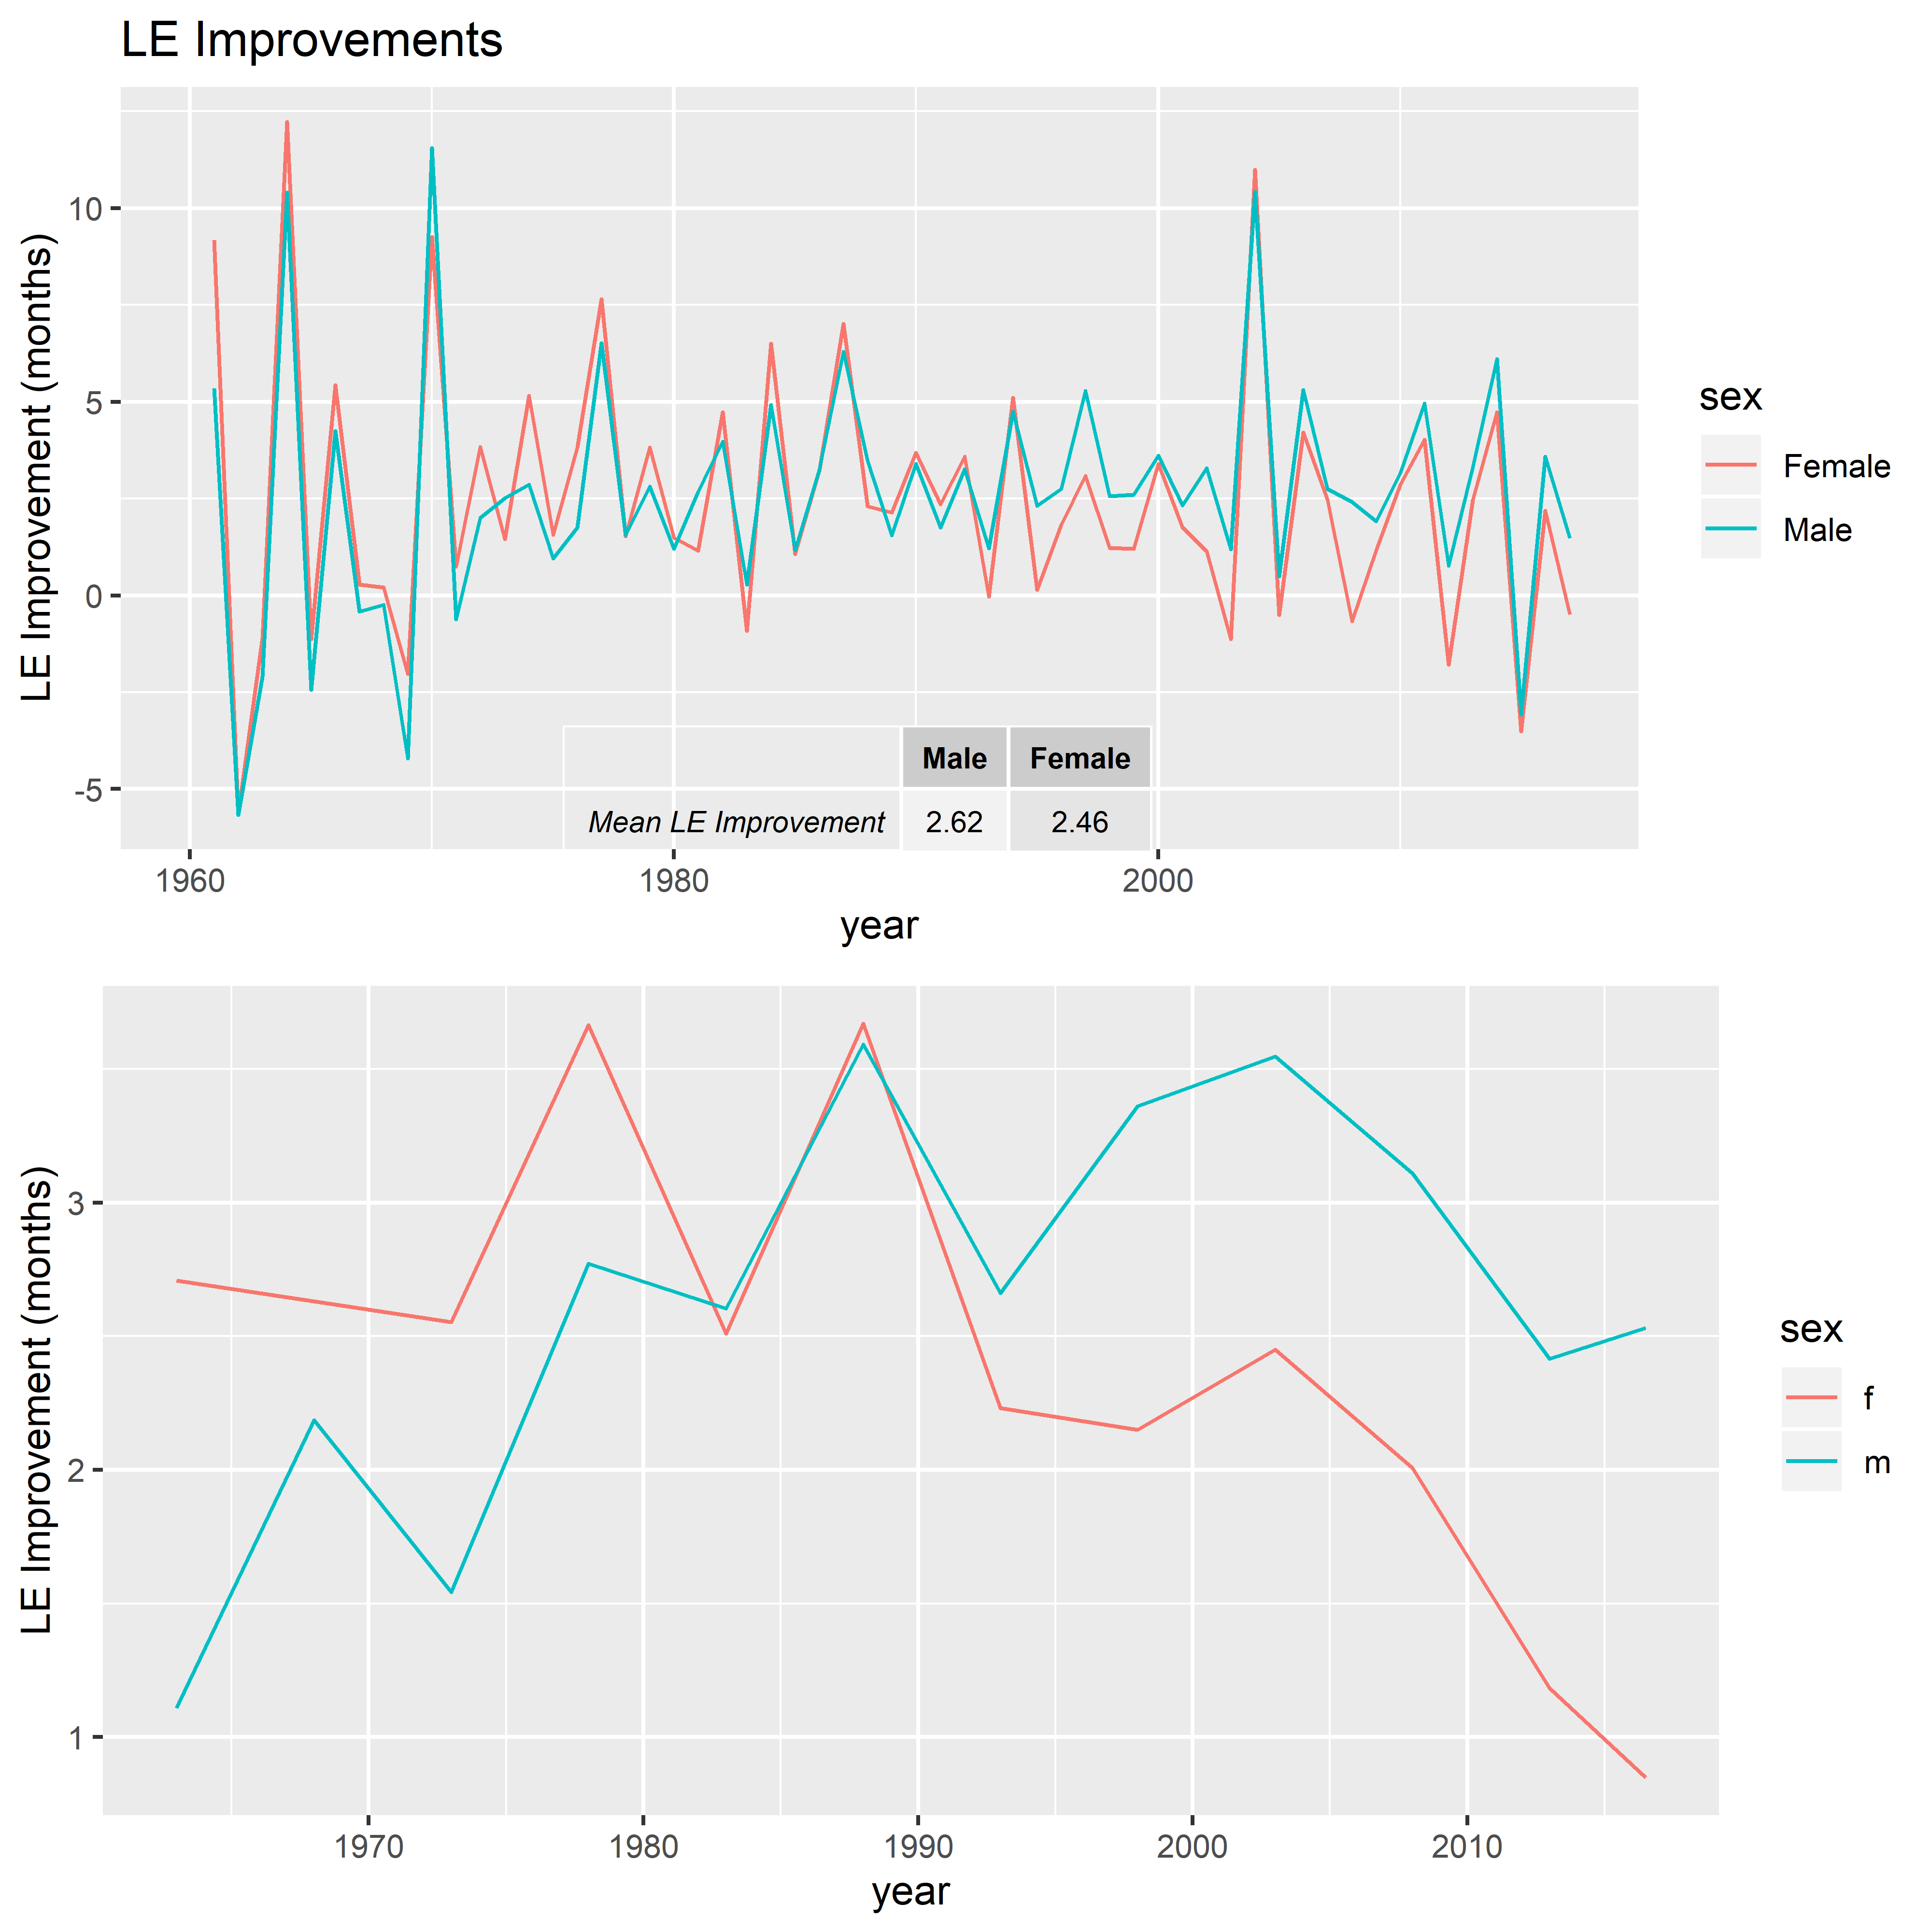 LE Improvements
LE Improvement (months)
10
5
0
-5
Male Female
Mean LE Improvement 2.62 2.46
1960 1980 2000
year
sex
Female
Male
LE Improvement (months)
3
2
1
1970 1980 1990 2000 2010
year
sex
f
m